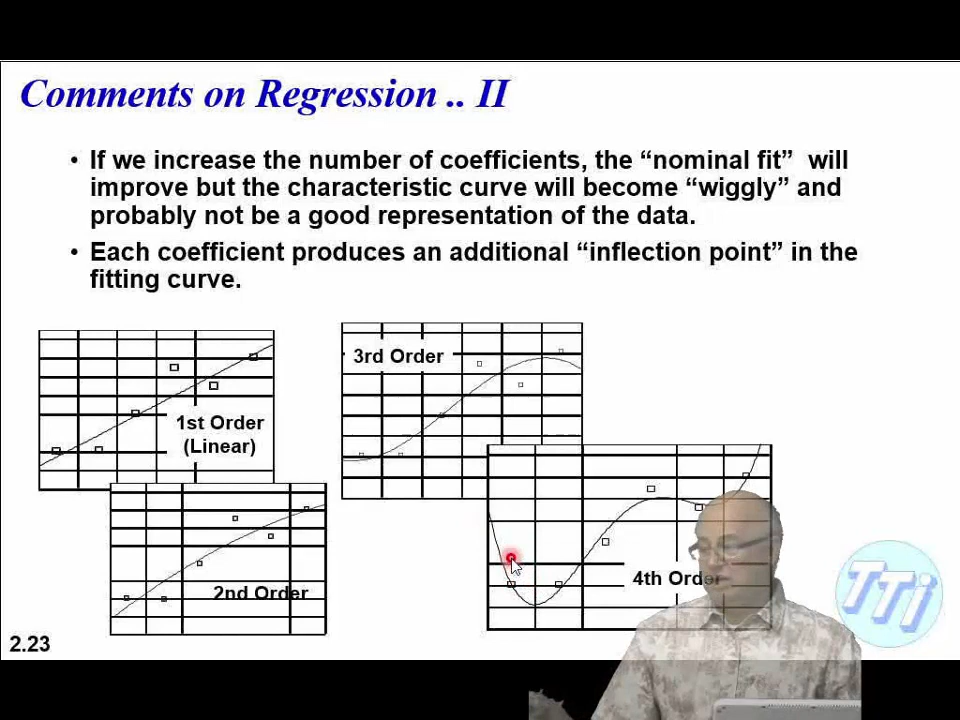 Comments on Regression .. II
• If we increase the number of coefficients, the “nominal fit” will
improve but the characteristic curve will become “wiggly” and
probably not be a good representation of the data.
• Each coefficient produces an additional “inflection point” in the
fitting curve.
1st Order
(Linear)
2nd Order
3rd Order
4th Order
TTi
2.23